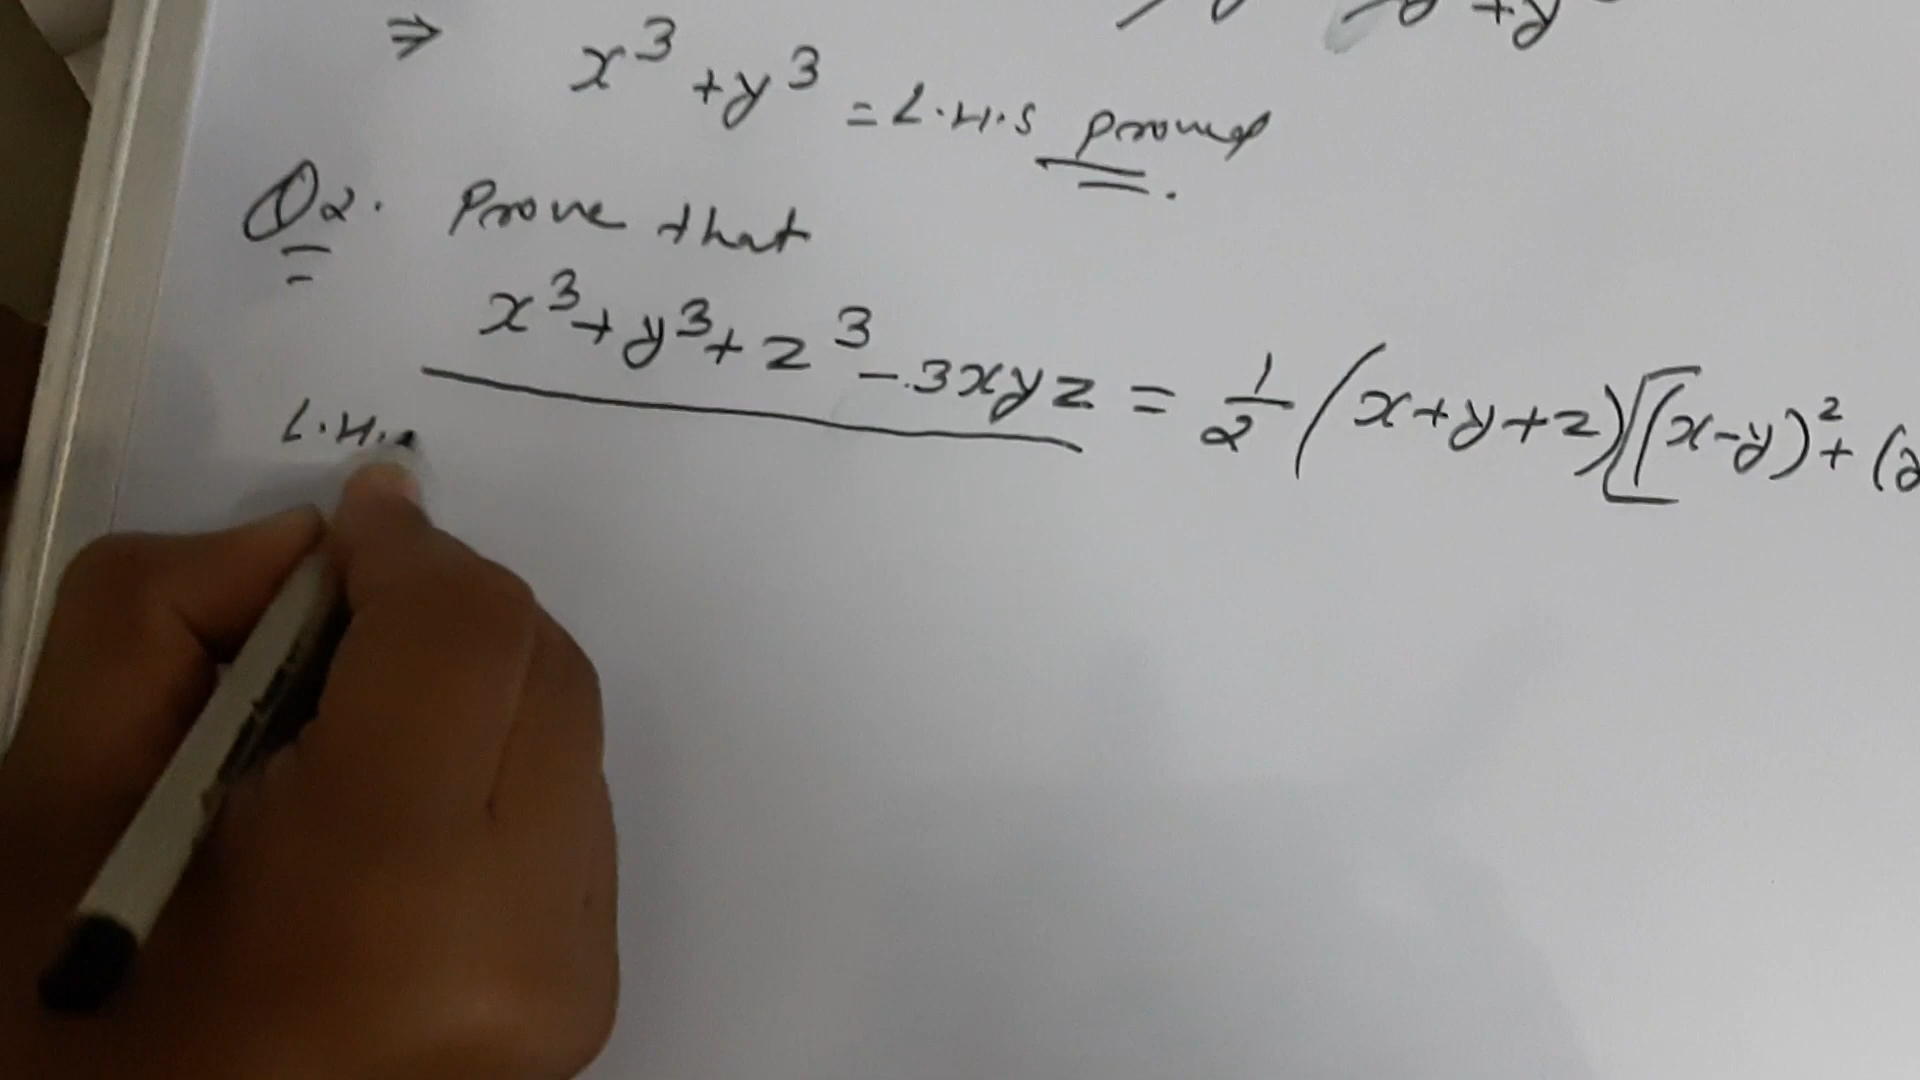 +y
⇒ x³ + y³ = L.H.S proved
Q2. Prove that
x³ + y³ + z³ - 3xyz = 1/2 (x+y+z)[(x-y)² + (
L.H.